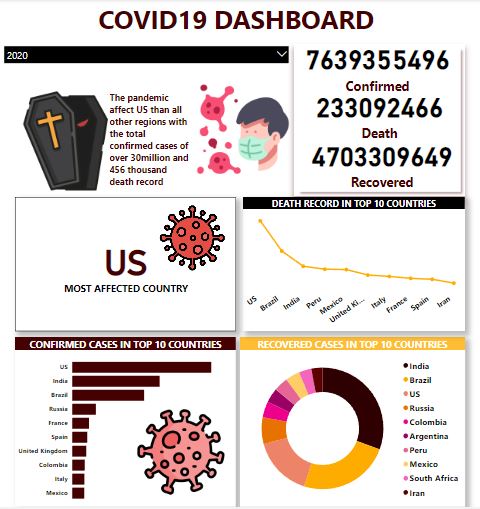 COVID19 DASHBOARD
2020
7639355496
Confirmed
233092466
Death
4703309649
Recovered
The pandemic
affect US than all
other regions with
the total
confirmed cases of
over 30million and
456 thousand
death record
US
MOST AFFECTED COUNTRY
DEATH RECORD IN TOP 10 COUNTRIES
US
Brazil
India
Peru
Mexico
United Ki...
Italy
France
Spain
Iran
CONFIRMED CASES IN TOP 10 COUNTRIES
US
India
Brazil
Russia
France
Spain
United Kingdom
Colombia
Italy
Mexico
RECOVERED CASES IN TOP 10 COUNTRIES
India
Brazil
US
Russia
Colombia
Argentina
Peru
Mexico
South Africa
Iran